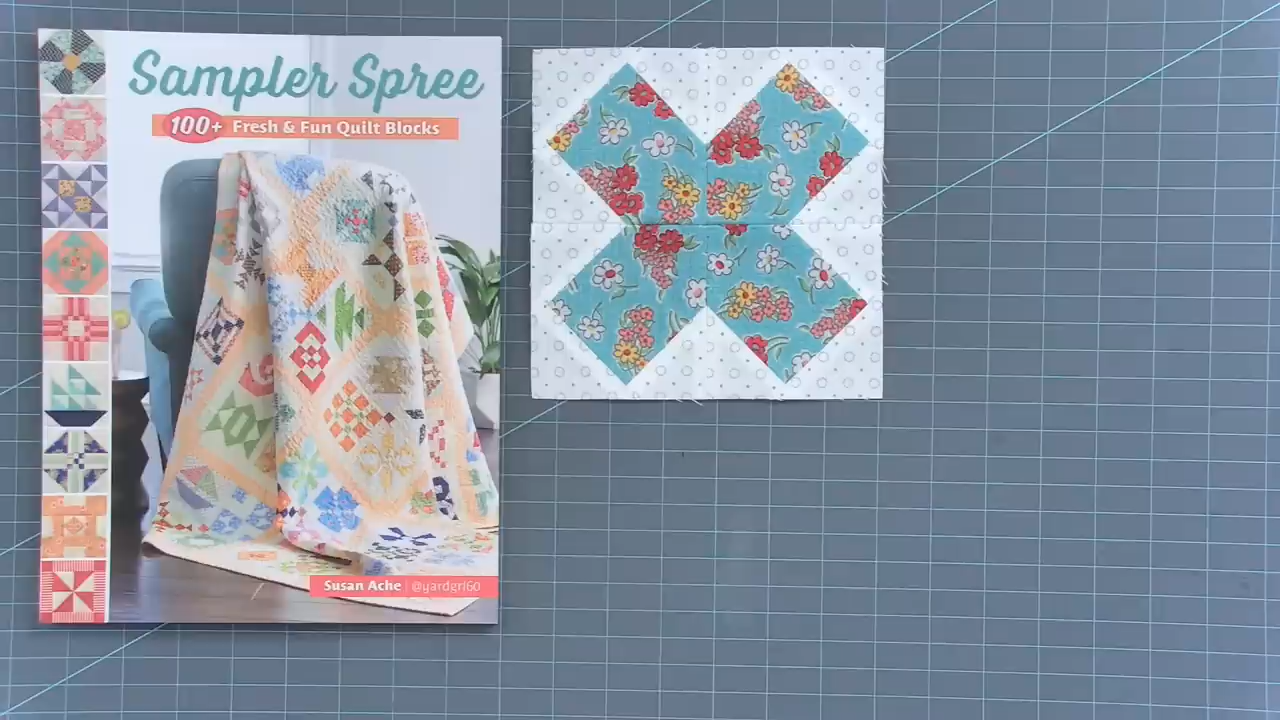 Sampler Spree
100+ Fresh & Fun Quilt Blocks
Susan Ache | @yardgrl60